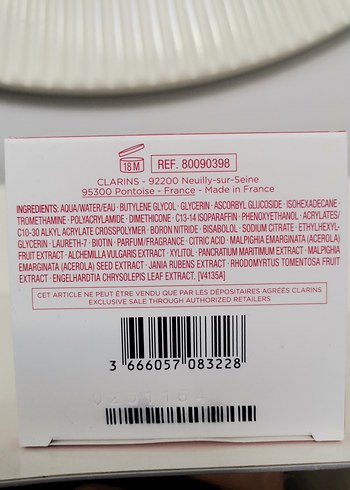 18 M
REF. 80090398
CLARINS - 92200 Neuilly-sur-Seine
95300 Pontoise - France - Made in France
INGREDIENTS: AQUA/WATER/EAU · BUTYLENE GLYCOL · GLYCERIN · ASCORBYL GLUCOSIDE · ISOHEXADECANE ·
TROMETHAMINE · POLYACRYLAMIDE · DIMETHICONE · C13-14 ISOPARAFFIN · PHENOXYETHANOL · ACRYLATES/
C10-30 ALKYL ACRYLATE CROSSPOLYMER · BORON NITRIDE · BISABOLOL · SODIUM CITRATE · ETHYLHEXYL-
GLYCERIN · LAURETH-7 · BIOTIN · PARFUM/FRAGRANCE · CITRIC ACID · MALPIGHIA EMARGINATA (ACEROLA)
FRUIT EXTRACT · ALCHEMILLA VULGARIS EXTRACT · XYLITOL · PANCRATIUM MARITIMUM EXTRACT · MALPIGHIA
EMARGINATA (ACEROLA) SEED EXTRACT · JANIA RUBENS EXTRACT · RHODOMYRTUS TOMENTOSA FRUIT
EXTRACT · ENGELHARDTIA CHRYSOLEPIS LEAF EXTRACT. [V4135A]
CET ARTICLE NE PEUT ÊTRE VENDU QUE PAR LES DÉPOSITAIRES AGRÉÉS CLARINS
EXCLUSIVE SALE THROUGH AUTHORIZED RETAILERS
3 666057 083228